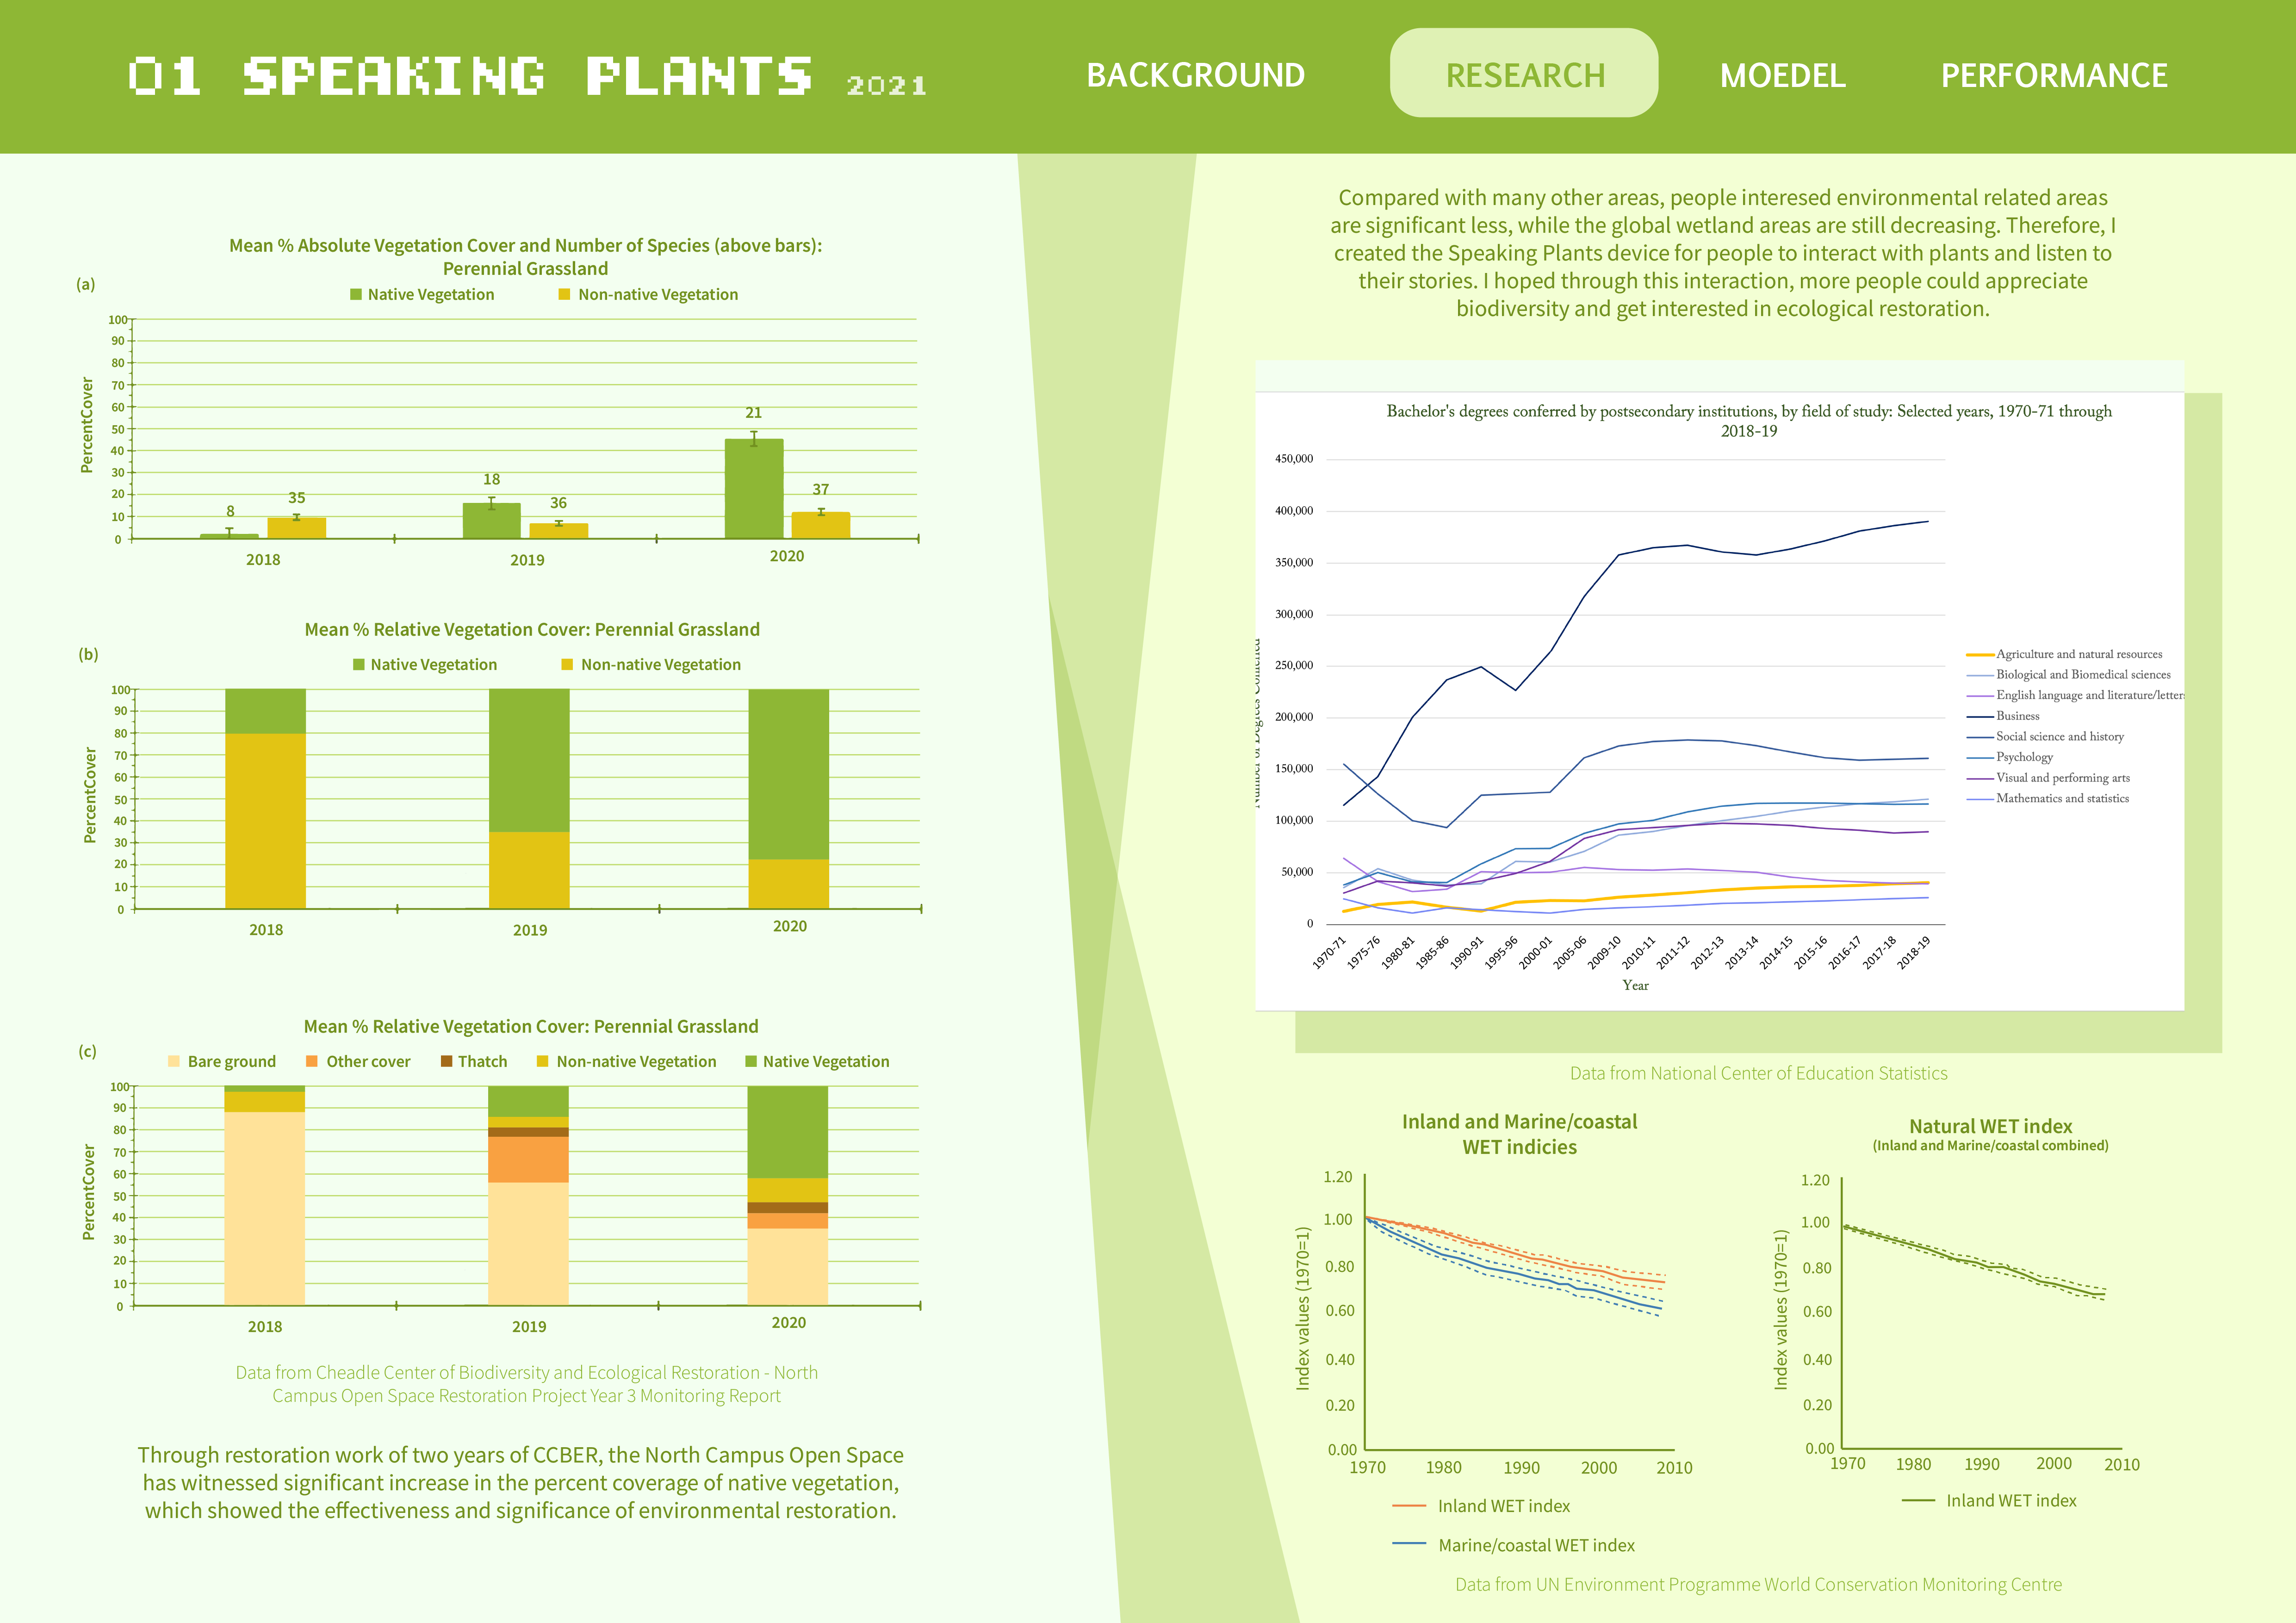 01 SPEAKING PLANTS 2021
BACKGROUND
RESEARCH
MOEDEL
PERFORMANCE
Mean % Absolute Vegetation Cover and Number of Species (above bars):
Perennial Grassland
(a)
Native Vegetation
Non-native Vegetation
PercentCover
100
90
80
70
60
50
40
30
20
10
0
8
35
18
36
21
37
2018
2019
2020
Mean % Relative Vegetation Cover: Perennial Grassland
(b)
Native Vegetation
Non-native Vegetation
PercentCover
100
90
80
70
60
50
40
30
20
10
0
2018
2019
2020
Mean % Relative Vegetation Cover: Perennial Grassland
(c)
Bare ground
Other cover
Thatch
Non-native Vegetation
Native Vegetation
PercentCover
100
90
80
70
60
50
40
30
20
10
0
2018
2019
2020
Data from Cheadle Center of Biodiversity and Ecological Restoration - North
Campus Open Space Restoration Project Year 3 Monitoring Report
Through restoration work of two years of CCBER, the North Campus Open Space
has witnessed significant increase in the percent coverage of native vegetation,
which showed the effectiveness and significance of environmental restoration.
Compared with many other areas, people interesed environmental related areas
are significant less, while the global wetland areas are still decreasing. Therefore, I
created the Speaking Plants device for people to interact with plants and listen to
their stories. I hoped through this interaction, more people could appreciate
biodiversity and get interested in ecological restoration.
Bachelor's degrees conferred by postsecondary institutions, by field of study: Selected years, 1970-71 through
2018-19
450,000
400,000
350,000
300,000
250,000
200,000
150,000
100,000
50,000
0
1970-71
1975-76
1980-81
1985-86
1990-91
1995-96
2000-01
2005-06
2009-10
2010-11
2011-12
2012-13
2013-14
2014-15
2015-16
2016-17
2017-18
2018-19
Year
Agriculture and natural resources
Biological and Biomedical sciences
English language and literature/letters
Business
Social science and history
Psychology
Visual and performing arts
Mathematics and statistics
Data from National Center of Education Statistics
Inland and Marine/coastal
WET indicies
Index values (1970=1)
1.20
1.00
0.80
0.60
0.40
0.20
0.00
1970
1980
1990
2000
2010
Inland WET index
Marine/coastal WET index
Natural WET index
(Inland and Marine/coastal combined)
Index values (1970=1)
1.20
1.00
0.80
0.60
0.40
0.20
0.00
1970
1980
1990
2000
2010
Inland WET index
Data from UN Environment Programme World Conservation Monitoring Centre